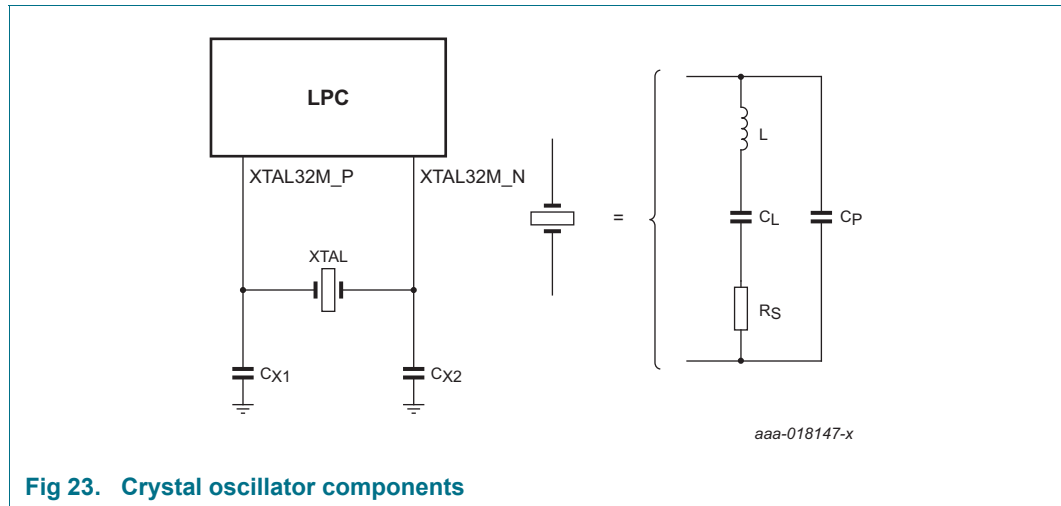 LPC
XTAL32M_P
XTAL32M_N
XTAL
CX1
CX2
=
L
CL
CP
RS
aaa-018147-x
Fig 23. Crystal oscillator components